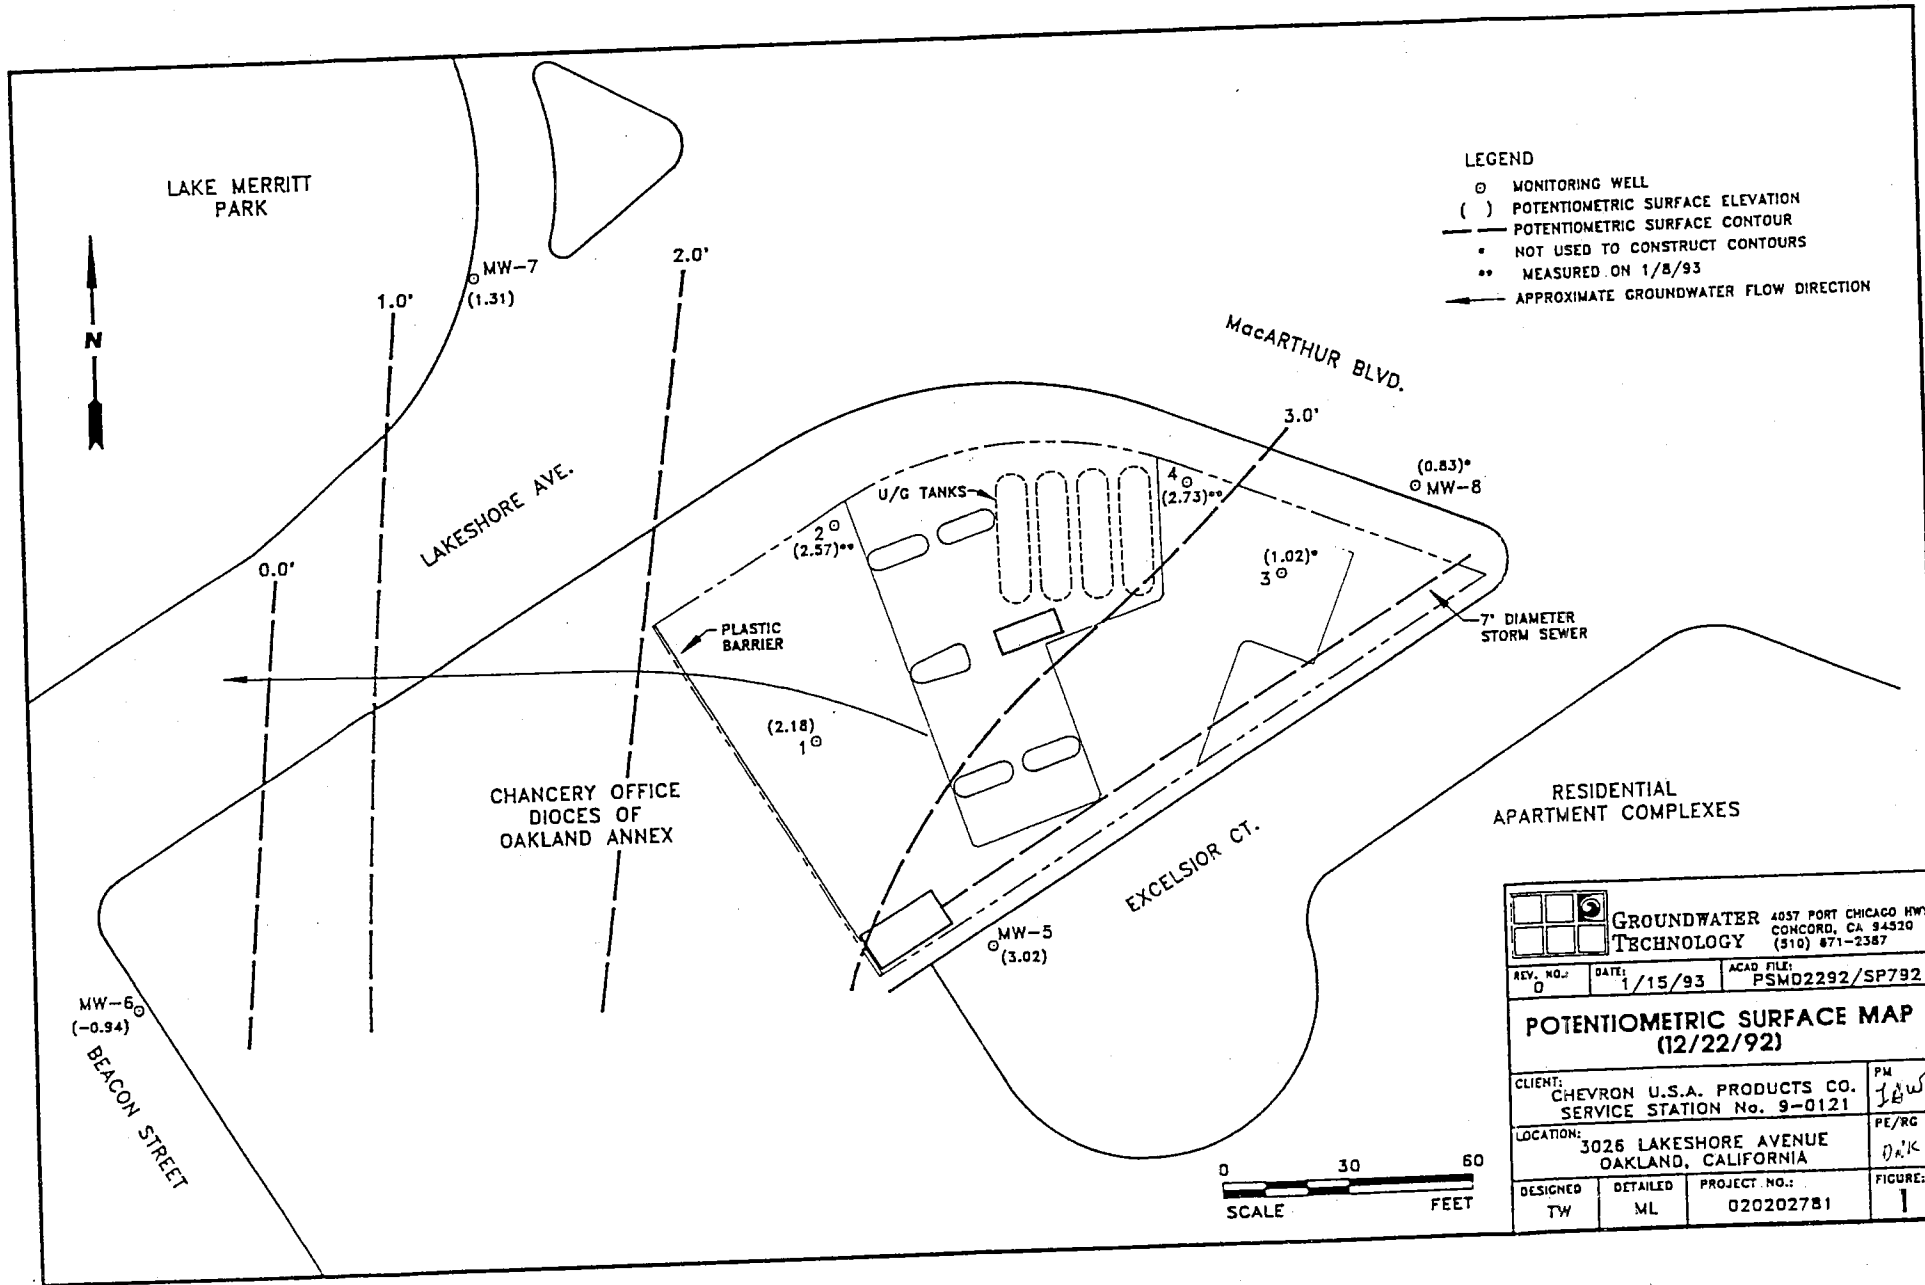 LAKE MERRITT
PARK
N
MW-7
(1.31)
1.0'
2.0'
0.0'
3.0'
LEGEND
MONITORING WELL
( ) POTENTIOMETRIC SURFACE ELEVATION
POTENTIOMETRIC SURFACE CONTOUR
* NOT USED TO CONSTRUCT CONTOURS
** MEASURED ON 1/8/93
APPROXIMATE GROUNDWATER FLOW DIRECTION
MacARTHUR BLVD.
LAKESHORE AVE.
U/G TANKS
4
(2.73)**
2
(2.57)**
(0.83)*
MW-8
(1.02)*
3
7' DIAMETER
STORM SEWER
PLASTIC
BARRIER
(2.18)
1
CHANCERY OFFICE
DIOCES OF
OAKLAND ANNEX
EXCELSIOR CT.
RESIDENTIAL
APARTMENT COMPLEXES
MW-5
(3.02)
MW-6
(-0.94)
BEACON STREET
0 30 60
SCALE FEET
GROUNDWATER
TECHNOLOGY
4057 PORT CHICAGO HWY
CONCORD, CA 94520
(510) 671-2387
REV. NO.: 0
DATE: 1/15/93
ACAD FILE: PSMD2292/SP792
POTENTIOMETRIC SURFACE MAP
(12/22/92)
CLIENT: CHEVRON U.S.A. PRODUCTS CO.
SERVICE STATION No. 9-0121
PM
LOCATION: 3026 LAKESHORE AVENUE
OAKLAND, CALIFORNIA
PE/RG
DESIGNED
TW
DETAILED
ML
PROJECT NO.:
020202781
FIGURE:
1